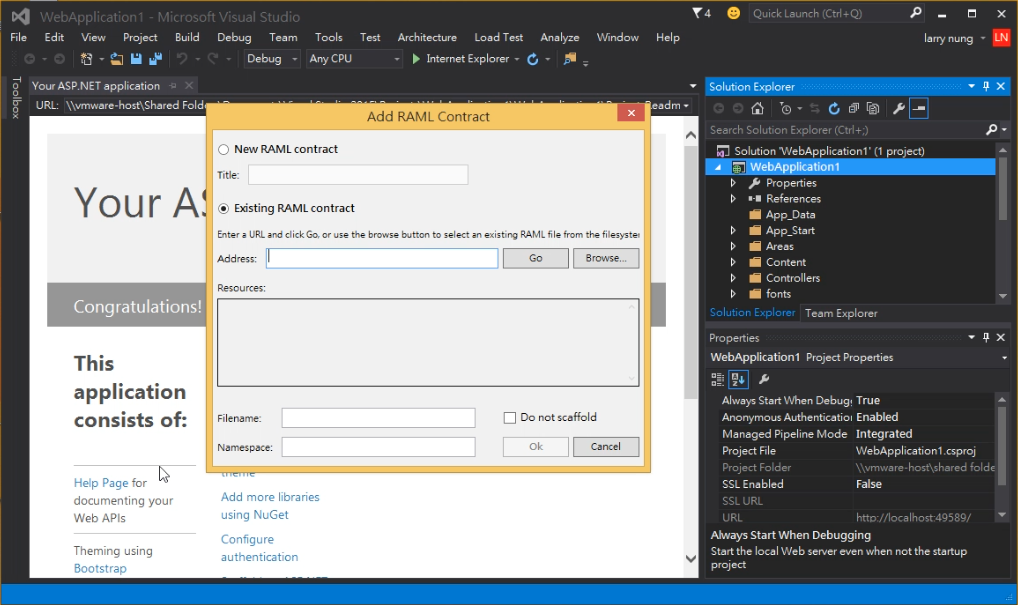 WebApplication1 - Microsoft Visual Studio
4
Quick Launch (Ctrl+Q)
File Edit View Project Build Debug Team Tools Test Architecture Load Test Analyze Window Help
larry nung LN
Debug Any CPU Internet Explorer
Toolbox
Your ASP.NET application
URL: \\vmware-host\Shared
Your AS
Congratulations!
This
application
consists of:
Help Page for
documenting your
Web APIs
Theming using
Bootstrap
theme
Add more libraries
using NuGet
Configure
authentication
Add RAML Contract
New RAML contract
Title:
Existing RAML contract
Enter a URL and click Go, or use the browse button to select an existing RAML file from the filesyste
Address:
Go
Browse...
Resources:
Filename:
Do not scaffold
Namespace:
Ok
Cancel
Solution Explorer
Search Solution Explorer (Ctrl+;)
Solution 'WebApplication1' (1 project)
WebApplication1
Properties
References
App_Data
App_Start
Areas
Content
Controllers
fonts
Solution Explorer Team Explorer
Properties
WebApplication1 Project Properties
Always Start When Debugg True
Anonymous Authentication Enabled
Managed Pipeline Mode Integrated
Project File WebApplication1.csproj
Project Folder \\vmware-host\shared folde
SSL Enabled False
SSL URL
URL http://localhost:49589/
Always Start When Debugging
Start the local Web server even when not the startup
project